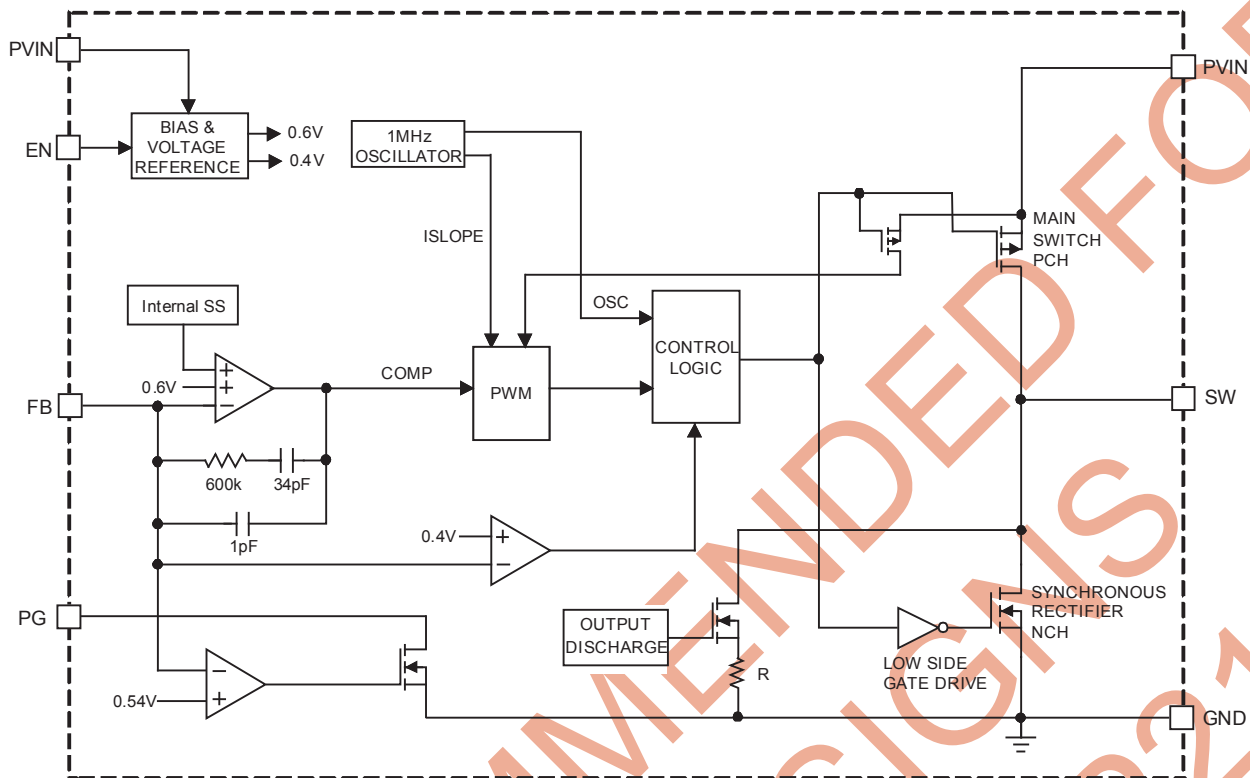 PVIN
PVIN
EN
BIAS &
VOLTAGE
REFERENCE
0.6V
0.4V
1MHz
OSCILLATOR
MAIN
SWITCH
PCH
ISLOPE
Internal SS
OSC
CONTROL
LOGIC
0.6V
COMP
PWM
FB
SW
600k
34pF
1pF
0.4V
PG
OUTPUT
DISCHARGE
R
SYNCHRONOUS
RECTIFIER
NCH
LOW SIDE
GATE DRIVE
0.54V
GND